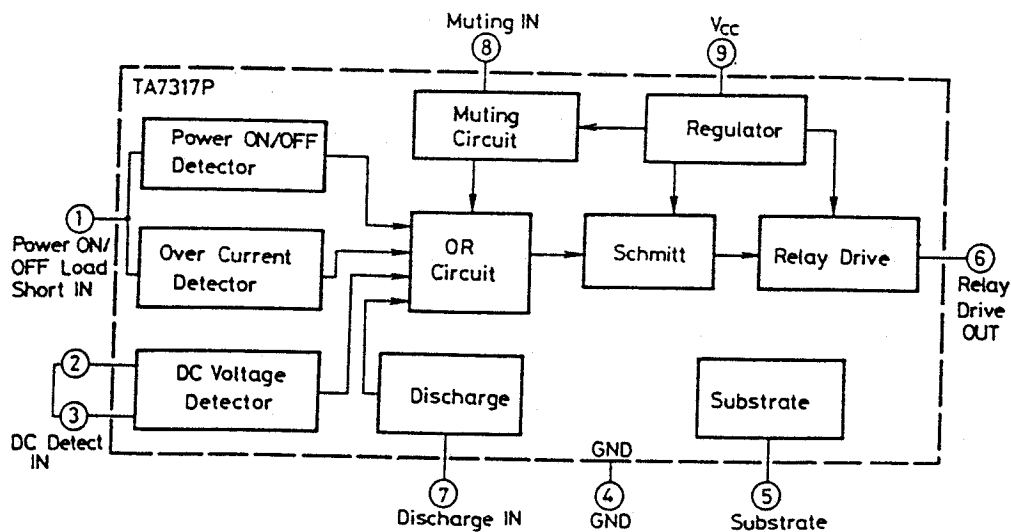 Muting IN
8
VCC
9
TA7317P
Power ON/OFF
Detector
Muting
Circuit
Regulator
1
Power ON/
OFF Load
Short IN
Over Current
Detector
OR
Circuit
Schmitt
Relay Drive
6
Relay
Drive
OUT
2
3
DC Detect
IN
DC Voltage
Detector
Discharge
Substrate
GND
7
Discharge IN
4
GND
5
Substrate